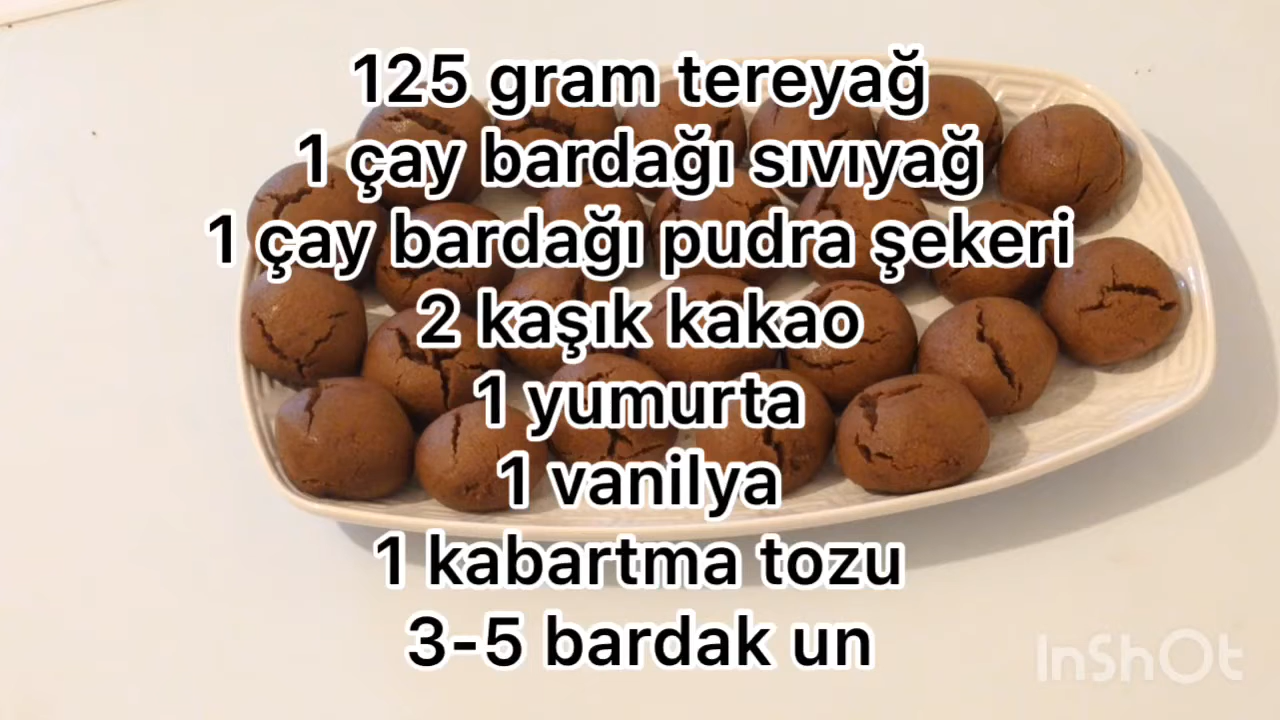 125 gram tereyağ
1 çay bardağı sıvıyağ
1 çay bardağı pudra şekeri
2 kaşık kakao
1 yumurta
1 vanilya
1 kabartma tozu
3-5 bardak un
InShOt